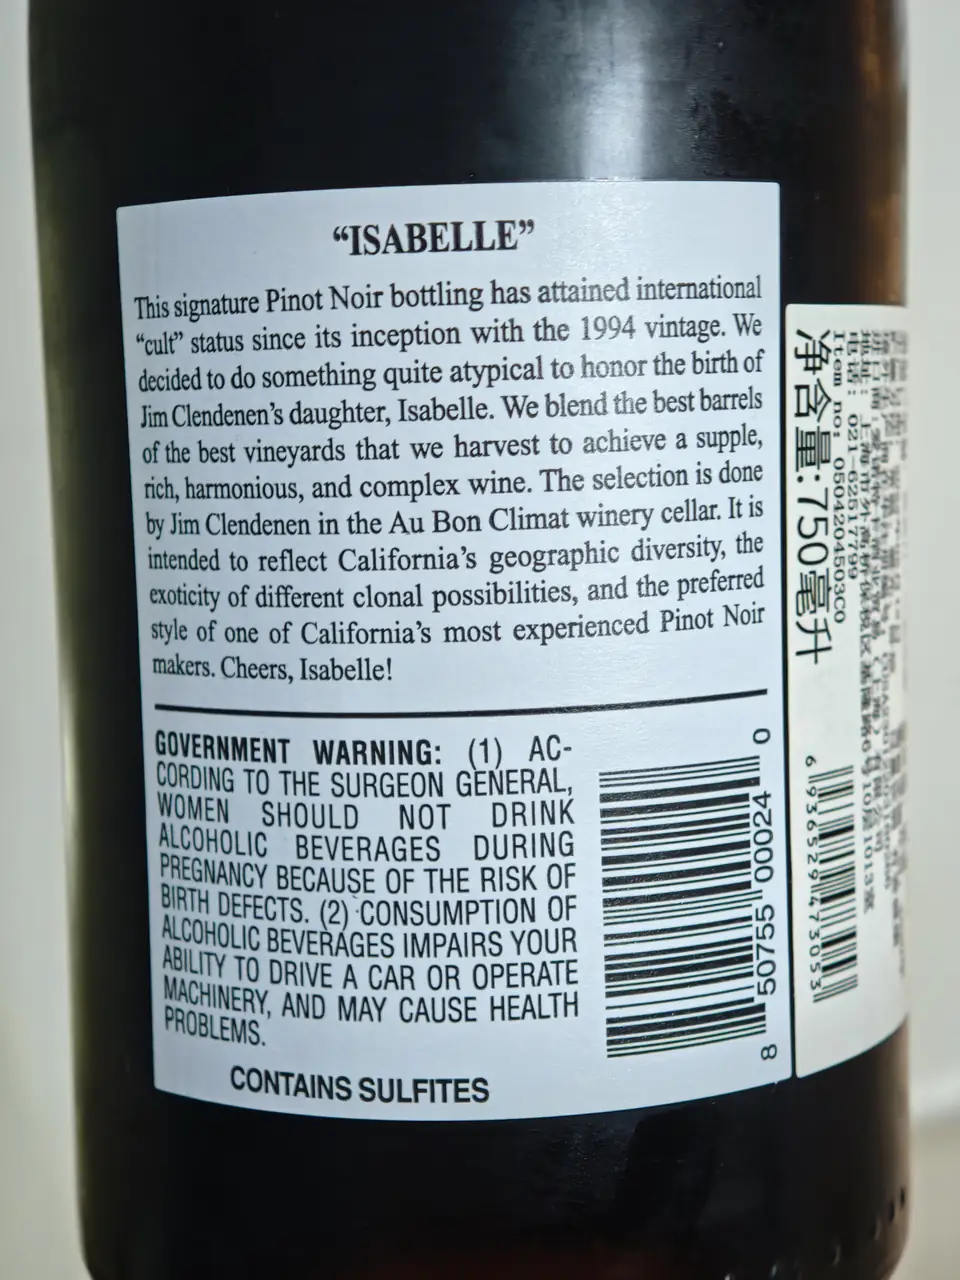 “ISABELLE”
This signature Pinot Noir bottling has attained international
“cult” status since its inception with the 1994 vintage. We
decided to do something quite atypical to honor the birth of
Jim Clendenen’s daughter, Isabelle. We blend the best barrels
of the best vineyards that we harvest to achieve a supple,
rich, harmonious, and complex wine. The selection is done
by Jim Clendenen in the Au Bon Climat winery cellar. It is
intended to reflect California’s geographic diversity, the
exoticity of different clonal possibilities, and the preferred
style of one of California’s most experienced Pinot Noir
makers. Cheers, Isabelle!
GOVERNMENT WARNING: (1) AC-
CORDING TO THE SURGEON GENERAL,
WOMEN SHOULD NOT DRINK
ALCOHOLIC BEVERAGES DURING
PREGNANCY BECAUSE OF THE RISK OF
BIRTH DEFECTS. (2) CONSUMPTION OF
ALCOHOLIC BEVERAGES IMPAIRS YOUR
ABILITY TO DRIVE A CAR OR OPERATE
MACHINERY, AND MAY CAUSE HEALTH
PROBLEMS.
CONTAINS SULFITES
8 50755 00024 0
电话: 021-62517799
Item no: 0504204503C0
净含量:750毫升
6 936529 473053